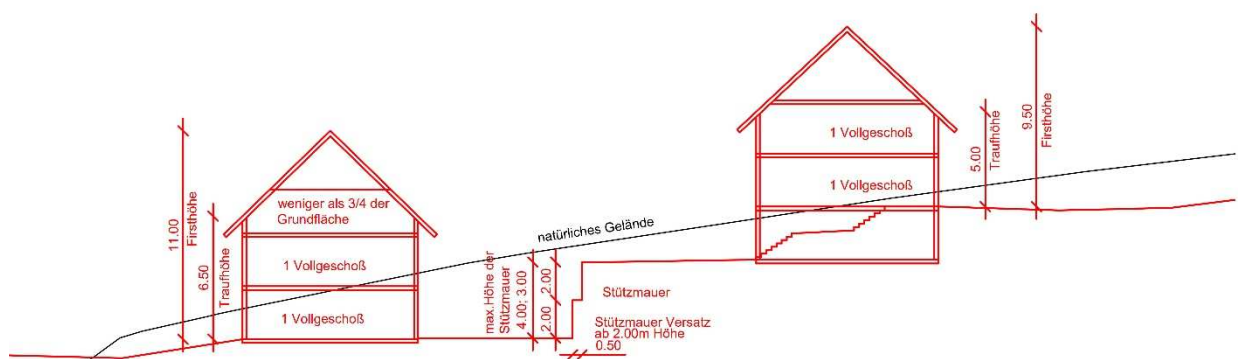 11.00
Firsthöhe
6.50
Traufhöhe
weniger als 3/4 der
Grundfläche
1 Vollgeschoß
1 Vollgeschoß
natürliches Gelände
max.Höhe der
Stützmauer
4.00; 3.00
2.00
2.00
Stützmauer
Stützmauer Versatz
ab 2.00m Höhe
0.50
1 Vollgeschoß
1 Vollgeschoß
5.00
Traufhöhe
9.50
Firsthöhe